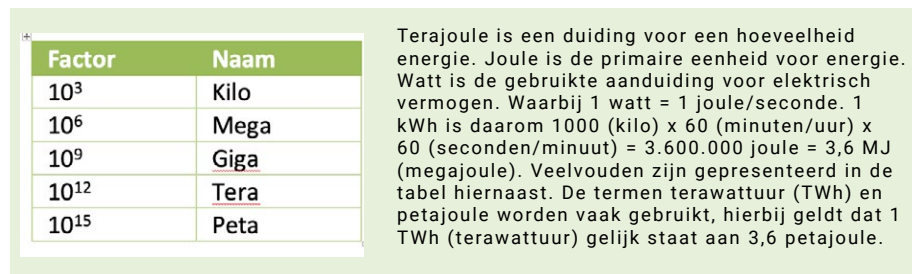 Factor Naam
10³ Kilo
10⁶ Mega
10⁹ Giga
10¹² Tera
10¹⁵ Peta
Terajoule is een duiding voor een hoeveelheid
energie. Joule is de primaire eenheid voor energie.
Watt is de gebruikte aanduiding voor elektrisch
vermogen. Waarbij 1 watt = 1 joule/seconde. 1
kWh is daarom 1000 (kilo) x 60 (minuten/uur) x
60 (seconden/minuut) = 3.600.000 joule = 3,6 MJ
(megajoule). Veelvouden zijn gepresenteerd in de
tabel hiernaast. De termen terawattuur (TWh) en
petajoule worden vaak gebruikt, hierbij geldt dat 1
TWh (terawattuur) gelijk staat aan 3,6 petajoule.